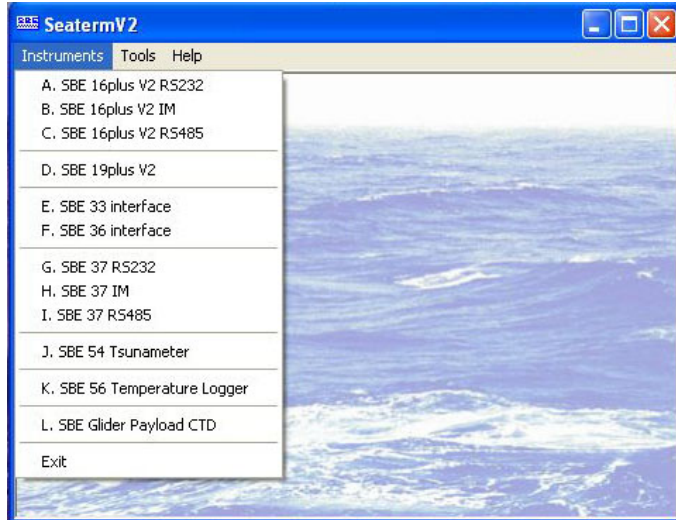 SeatermV2
Instruments Tools Help
A. SBE 16plus V2 RS232
B. SBE 16plus V2 IM
C. SBE 16plus V2 RS485
D. SBE 19plus V2
E. SBE 33 interface
F. SBE 36 interface
G. SBE 37 RS232
H. SBE 37 IM
I. SBE 37 RS485
J. SBE 54 Tsunameter
K. SBE 56 Temperature Logger
L. SBE Glider Payload CTD
Exit